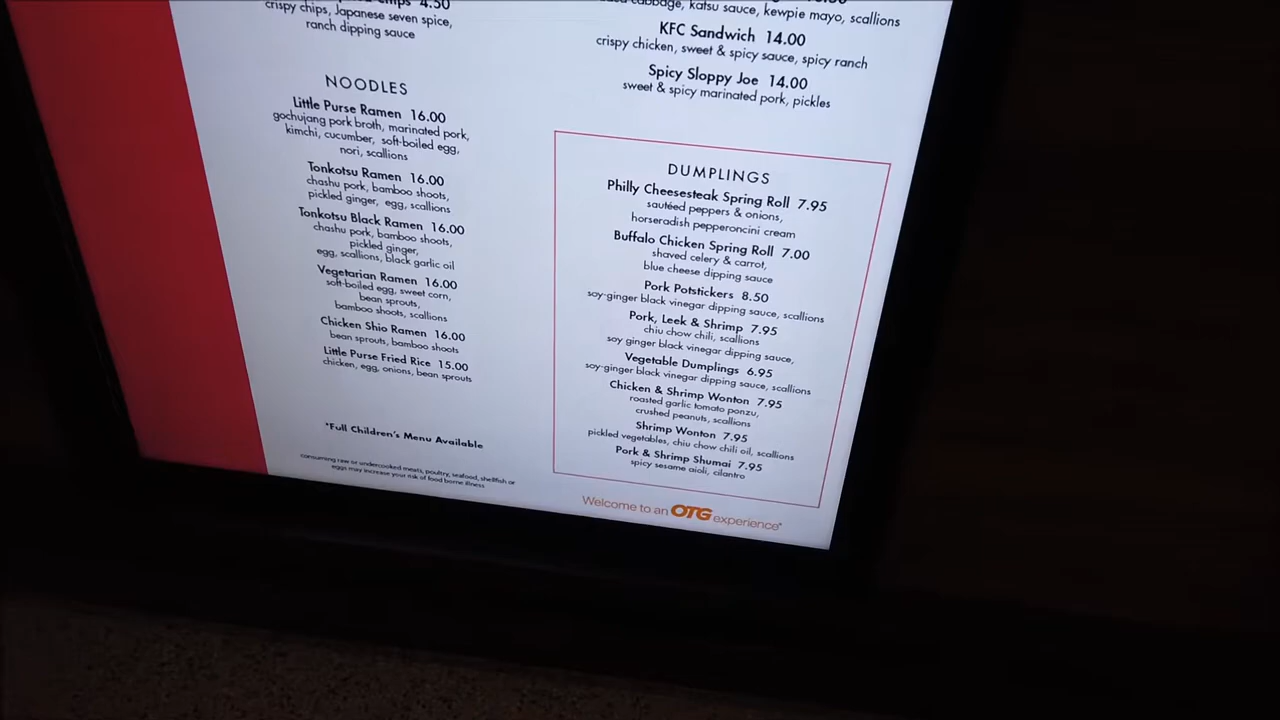 4.50
crispy chips, Japanese seven spice,
ranch dipping sauce
NOODLES
Little Purse Ramen 16.00
gochujang pork broth, marinated pork,
kimchi, cucumber, soft-boiled egg,
nori, scallions
Tonkotsu Ramen 16.00
chashu pork, bamboo shoots,
pickled ginger, egg, scallions
Tonkotsu Black Ramen 16.00
chashu pork, bamboo shoots,
pickled ginger,
egg, scallions, black garlic oil
Vegetarian Ramen 16.00
soft-boiled egg, sweet corn,
bean sprouts,
bamboo shoots, scallions
Chicken Shio Ramen 16.00
bean sprouts, bamboo shoots
Little Purse Fried Rice 15.00
chicken, egg, onions, bean sprouts
*Full Children's Menu Available
consuming raw or undercooked meats, poultry, seafood, shellfish or
eggs may increase your risk of food borne illness
cabbage, katsu sauce, kewpie mayo, scallions
KFC Sandwich 14.00
crispy chicken, sweet & spicy sauce, spicy ranch
Spicy Sloppy Joe 14.00
sweet & spicy marinated pork, pickles
DUMPLINGS
Philly Cheesesteak Spring Roll 7.95
sautéed peppers & onions,
horseradish pepperoncini cream
Buffalo Chicken Spring Roll 7.00
shaved celery & carrot,
blue cheese dipping sauce
Pork Potstickers 8.50
soy-ginger black vinegar dipping sauce, scallions
Pork, Leek & Shrimp 7.95
chiu chow chili, scallions
soy ginger black vinegar dipping sauce,
Vegetable Dumplings 6.95
soy-ginger black vinegar dipping sauce, scallions
Chicken & Shrimp Wonton 7.95
roasted garlic tomato ponzu,
crushed peanuts, scallions
Shrimp Wonton 7.95
pickled vegetables, chiu chow chili oil, scallions
Pork & Shrimp Shumai 7.95
spicy sesame aioli, cilantro
Welcome to an OTG experience*